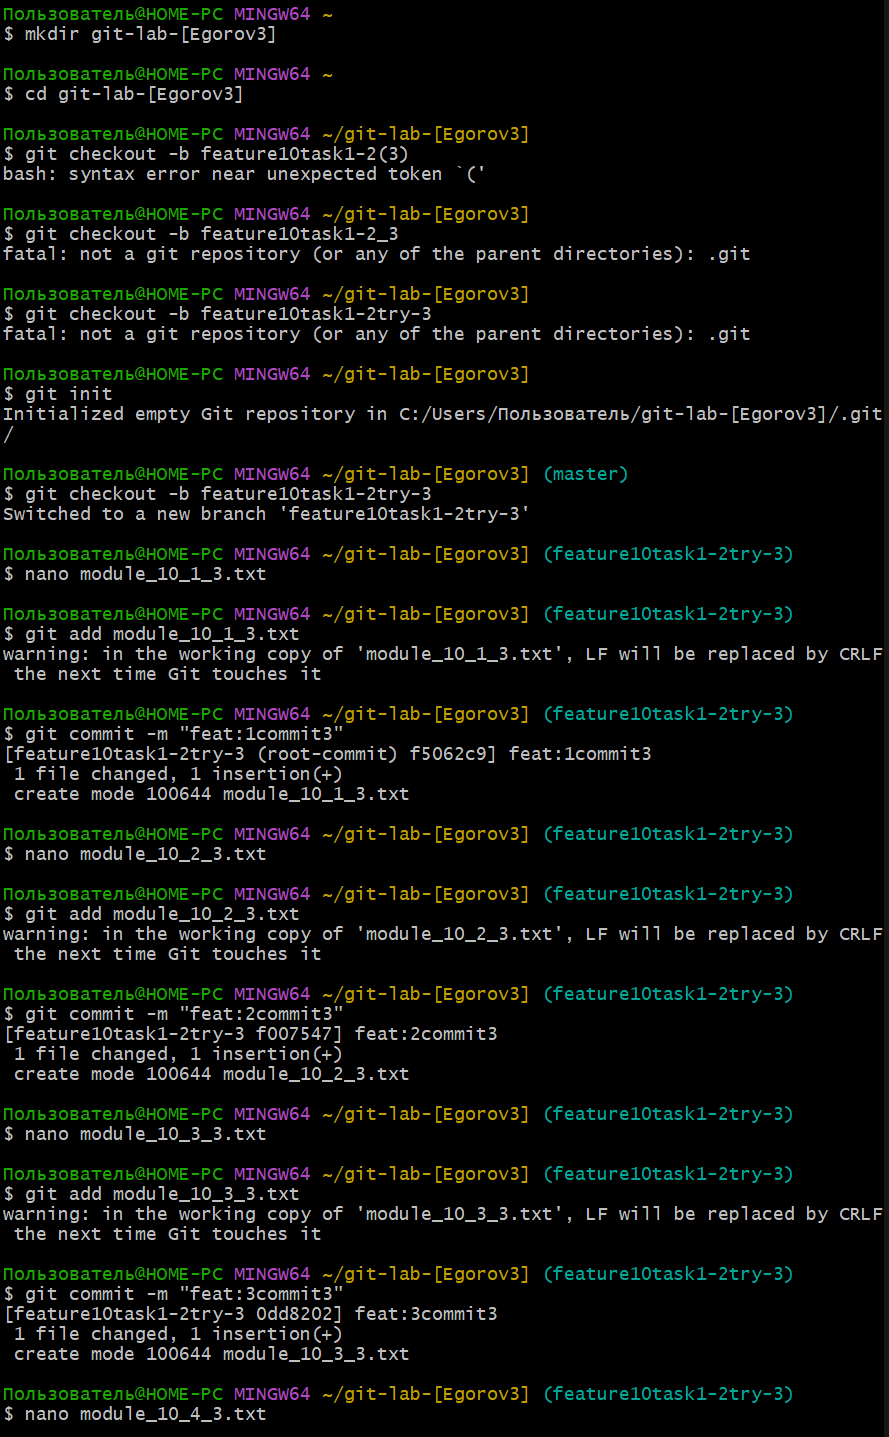 Пользователь@HOME-PC MINGW64 ~
$ mkdir git-lab-[Egorov3]
Пользователь@HOME-PC MINGW64 ~
$ cd git-lab-[Egorov3]
Пользователь@HOME-PC MINGW64 ~/git-lab-[Egorov3]
$ git checkout -b feature10task1-2(3)
bash: syntax error near unexpected token `('
Пользователь@HOME-PC MINGW64 ~/git-lab-[Egorov3]
$ git checkout -b feature10task1-2_3
fatal: not a git repository (or any of the parent directories): .git
Пользователь@HOME-PC MINGW64 ~/git-lab-[Egorov3]
$ git checkout -b feature10task1-2try-3
fatal: not a git repository (or any of the parent directories): .git
Пользователь@HOME-PC MINGW64 ~/git-lab-[Egorov3]
$ git init
Initialized empty Git repository in C:/Users/Пользователь/git-lab-[Egorov3]/.git
/
Пользователь@HOME-PC MINGW64 ~/git-lab-[Egorov3] (master)
$ git checkout -b feature10task1-2try-3
Switched to a new branch 'feature10task1-2try-3'
Пользователь@HOME-PC MINGW64 ~/git-lab-[Egorov3] (feature10task1-2try-3)
$ nano module_10_1_3.txt
Пользователь@HOME-PC MINGW64 ~/git-lab-[Egorov3] (feature10task1-2try-3)
$ git add module_10_1_3.txt
warning: in the working copy of 'module_10_1_3.txt', LF will be replaced by CRLF
 the next time Git touches it
Пользователь@HOME-PC MINGW64 ~/git-lab-[Egorov3] (feature10task1-2try-3)
$ git commit -m "feat:1commit3"
[feature10task1-2try-3 (root-commit) f5062c9] feat:1commit3
 1 file changed, 1 insertion(+)
 create mode 100644 module_10_1_3.txt
Пользователь@HOME-PC MINGW64 ~/git-lab-[Egorov3] (feature10task1-2try-3)
$ nano module_10_2_3.txt
Пользователь@HOME-PC MINGW64 ~/git-lab-[Egorov3] (feature10task1-2try-3)
$ git add module_10_2_3.txt
warning: in the working copy of 'module_10_2_3.txt', LF will be replaced by CRLF
 the next time Git touches it
Пользователь@HOME-PC MINGW64 ~/git-lab-[Egorov3] (feature10task1-2try-3)
$ git commit -m "feat:2commit3"
[feature10task1-2try-3 f007547] feat:2commit3
 1 file changed, 1 insertion(+)
 create mode 100644 module_10_2_3.txt
Пользователь@HOME-PC MINGW64 ~/git-lab-[Egorov3] (feature10task1-2try-3)
$ nano module_10_3_3.txt
Пользователь@HOME-PC MINGW64 ~/git-lab-[Egorov3] (feature10task1-2try-3)
$ git add module_10_3_3.txt
warning: in the working copy of 'module_10_3_3.txt', LF will be replaced by CRLF
 the next time Git touches it
Пользователь@HOME-PC MINGW64 ~/git-lab-[Egorov3] (feature10task1-2try-3)
$ git commit -m "feat:3commit3"
[feature10task1-2try-3 0dd8202] feat:3commit3
 1 file changed, 1 insertion(+)
 create mode 100644 module_10_3_3.txt
Пользователь@HOME-PC MINGW64 ~/git-lab-[Egorov3] (feature10task1-2try-3)
$ nano module_10_4_3.txt